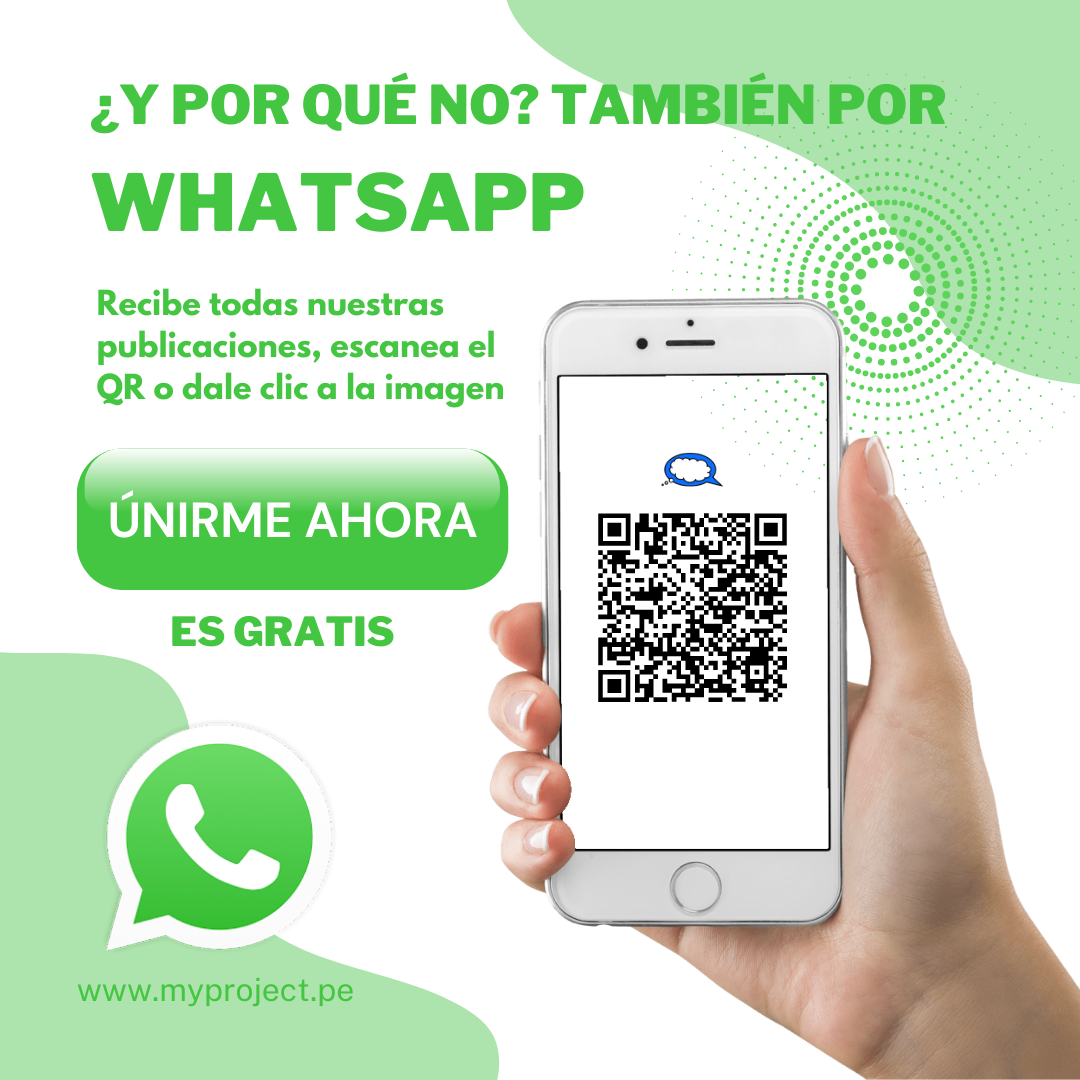 ¿Y POR QUÉ NO? TAMBIÉN POR
WHATSAPP
Recibe todas nuestras
publicaciones, escanea el
QR o dale clic a la imagen
ÚNIRME AHORA
ES GRATIS
www.myproject.pe